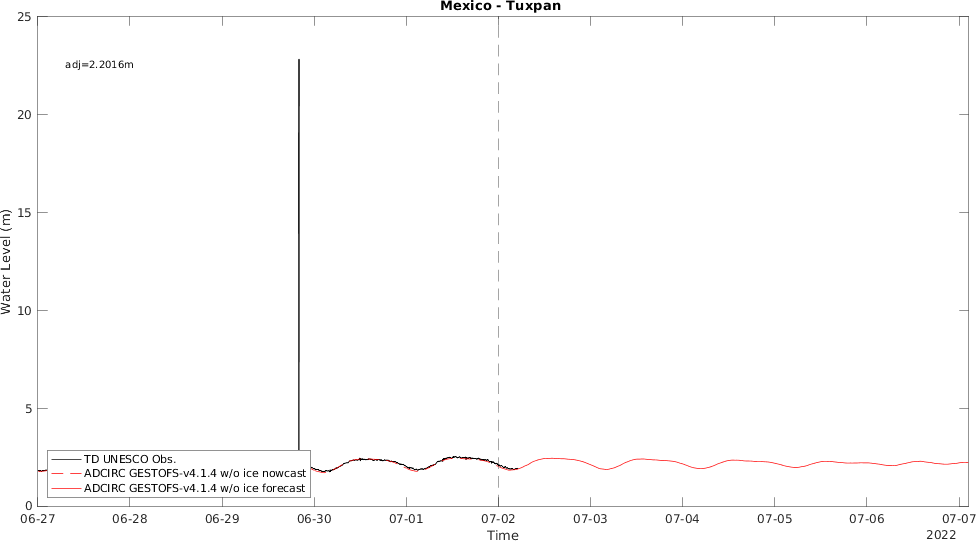 Mexico - Tuxpan
25
adj=2.2016m
20
15
Water Level (m)
10
5
TD UNESCO Obs.
ADCIRC GESTOFS-v4.1.4 w/o ice nowcast
ADCIRC GESTOFS-v4.1.4 w/o ice forecast
0
06-27 06-28 06-29 06-30 07-01 07-02 07-03 07-04 07-05 07-06 07-07
Time
2022